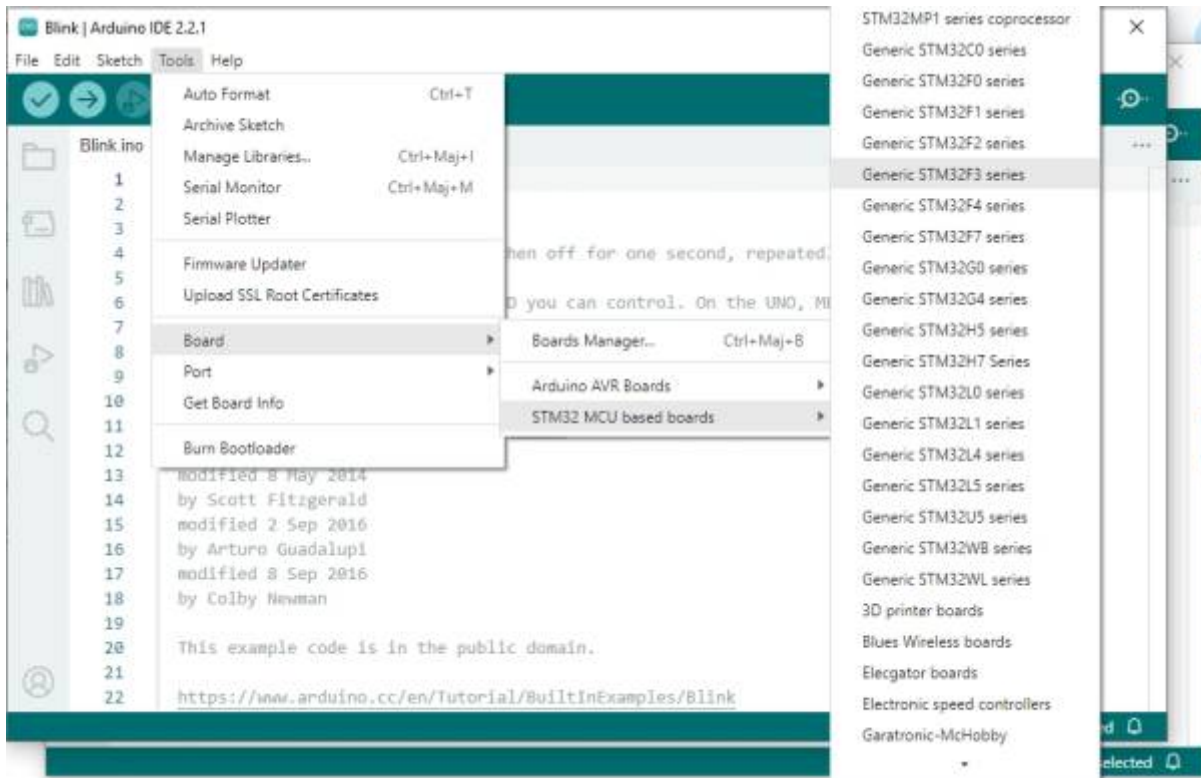 Blink | Arduino IDE 2.2.1
File Edit Sketch Tools Help
Blink.ino
Auto Format Ctrl+T
Archive Sketch
Manage Libraries... Ctrl+Maj+I
Serial Monitor Ctrl+Maj+M
Serial Plotter
Firmware Updater
Upload SSL Root Certificates
Board
Port
Get Board Info
Burn Bootloader
Boards Manager... Ctrl+Maj+B
Arduino AVR Boards
STM32 MCU based boards
STM32MP1 series coprocessor
Generic STM32C0 series
Generic STM32F0 series
Generic STM32F1 series
Generic STM32F2 series
Generic STM32F3 series
Generic STM32F4 series
Generic STM32F7 series
Generic STM32G0 series
Generic STM32G4 series
Generic STM32H5 series
Generic STM32H7 Series
Generic STM32L0 series
Generic STM32L1 series
Generic STM32L4 series
Generic STM32L5 series
Generic STM32U5 series
Generic STM32WB series
Generic STM32WL series
3D printer boards
Blues Wireless boards
Elecgator boards
Electronic speed controllers
Garatronic-McHobby
1
2
3
4 hen off for one second, repeated
5
6 D you can control. On the UNO,
7
8
9
10
11
12
13 modified 8 May 2014
14 by Scott Fitzgerald
15 modified 2 Sep 2016
16 by Arturo Guadalupi
17 modified 8 Sep 2016
18 by Colby Newman
19
20 This example code is in the public domain.
21
22 https://www.arduino.cc/en/Tutorial/BuiltInExamples/Blink
elected